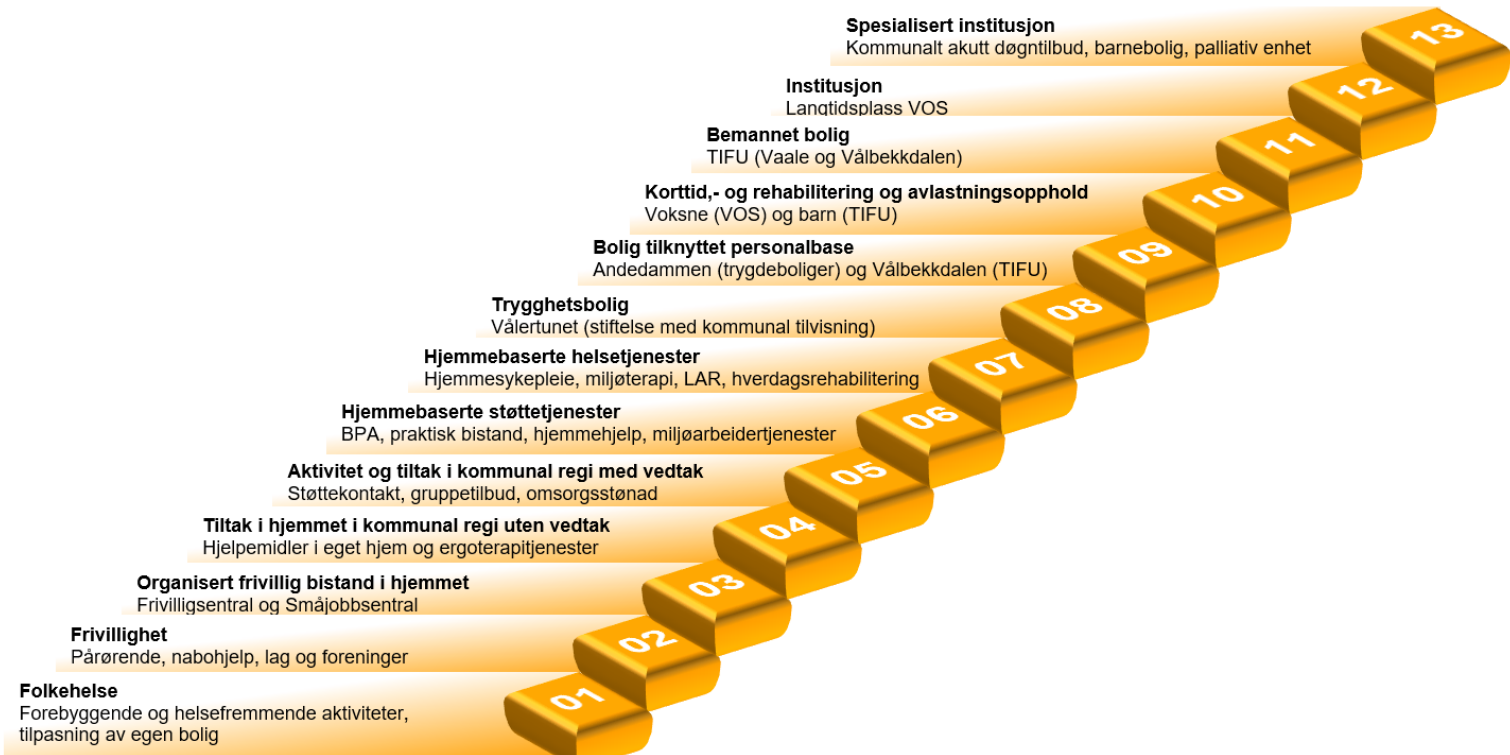 Spesialisert institusjon
Kommunalt akutt døgntilbud, barnebolig, palliativ enhet
13
Institusjon
Langtidsplass VOS
12
Bemannet bolig
TIFU (Vaale og Vålbekkdalen)
11
Korttid,- og rehabilitering og avlastningsopphold
Voksne (VOS) og barn (TIFU)
10
Bolig tilknyttet personalbase
Andedammen (trygdeboliger) og Vålbekkdalen (TIFU)
09
Trygghetsbolig
Vålertunet (stiftelse med kommunal tilvisning)
08
Hjemmebaserte helsetjenester
Hjemmesykepleie, miljøterapi, LAR, hverdagsrehabilitering
07
Hjemmebaserte støttetjenester
BPA, praktisk bistand, hjemmehjelp, miljøarbeidertjenester
06
Aktivitet og tiltak i kommunal regi med vedtak
Støttekontakt, gruppetilbud, omsorgsstønad
05
Tiltak i hjemmet i kommunal regi uten vedtak
Hjelpemidler i eget hjem og ergoterapitjenester
04
Organisert frivillig bistand i hjemmet
Frivilligsentral og Småjobbsentral
03
Frivillighet
Pårørende, nabohjelp, lag og foreninger
02
Folkehelse
Forebyggende og helsefremmende aktiviteter,
tilpasning av egen bolig
01